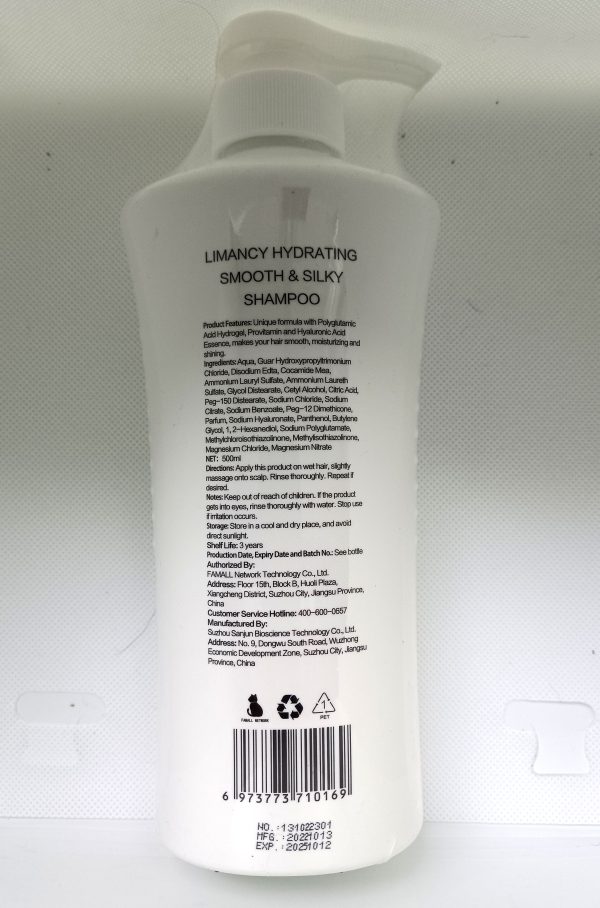 LIMANCY HYDRATING
SMOOTH & SILKY
SHAMPOO
Product Features: Unique formula with Polyglutamic
Acid Hydrogel, Provitamin and Hyaluronic Acid
Essence, makes your hair smooth, moisturizing and
shining.
Ingredients: Aqua, Guar Hydroxypropyltrimonium
Chloride, Disodium Edta, Cocamide Mea,
Ammonium Lauryl Sulfate, Ammonium Laureth
Sulfate, Glycol Distearate, Cetyl Alcohol, Citric Acid,
Peg-150 Distearate, Sodium Chloride, Sodium
Citrate, Sodium Benzoate, Peg-12 Dimethicone,
Parfum, Sodium Hyaluronate, Panthenol, Butylene
Glycol, 1, 2-Hexanediol, Sodium Polyglutamate,
Methylchloroisothiazolinone, Methylisothiazolinone,
Magnesium Chloride, Magnesium Nitrate
NET: 500ml
Directions: Apply this product on wet hair, slightly
massage onto scalp. Rinse thoroughly. Repeat if
desired.
Notes: Keep out of reach of children. If the product
gets into eyes, rinse thoroughly with water. Stop use
if irritation occurs.
Storage: Store in a cool and dry place, and avoid
direct sunlight.
Shelf Life: 3 years
Production Date, Expiry Date and Batch No.: See bottle
Authorized By:
FAMALL Network Technology Co., Ltd.
Address: Floor 15th, Block B, Huoli Plaza,
Xiangcheng District, Suzhou City, Jiangsu Province,
China
Customer Service Hotline: 400-600-0657
Manufactured By:
Suzhou Sanjun Bioscience Technology Co., Ltd.
Address: No. 9, Dongwu South Road, Wuzhong
Economic Development Zone, Suzhou City, Jiangsu
Province, China
FAMALL NETWORK
1
PET
6 973773 710169
NO.:131022301
MFG.:20221013
EXP.:20251012